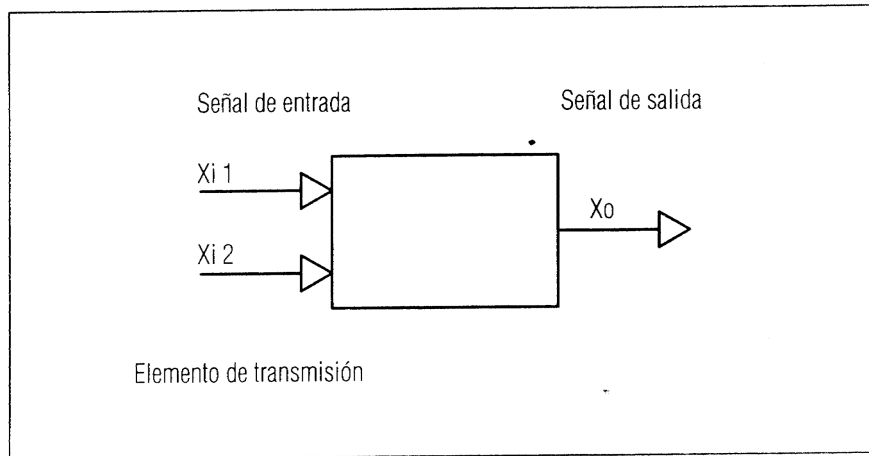 Señal de entrada
Señal de salida
Xi 1
Xo
Xi 2
Elemento de transmisión